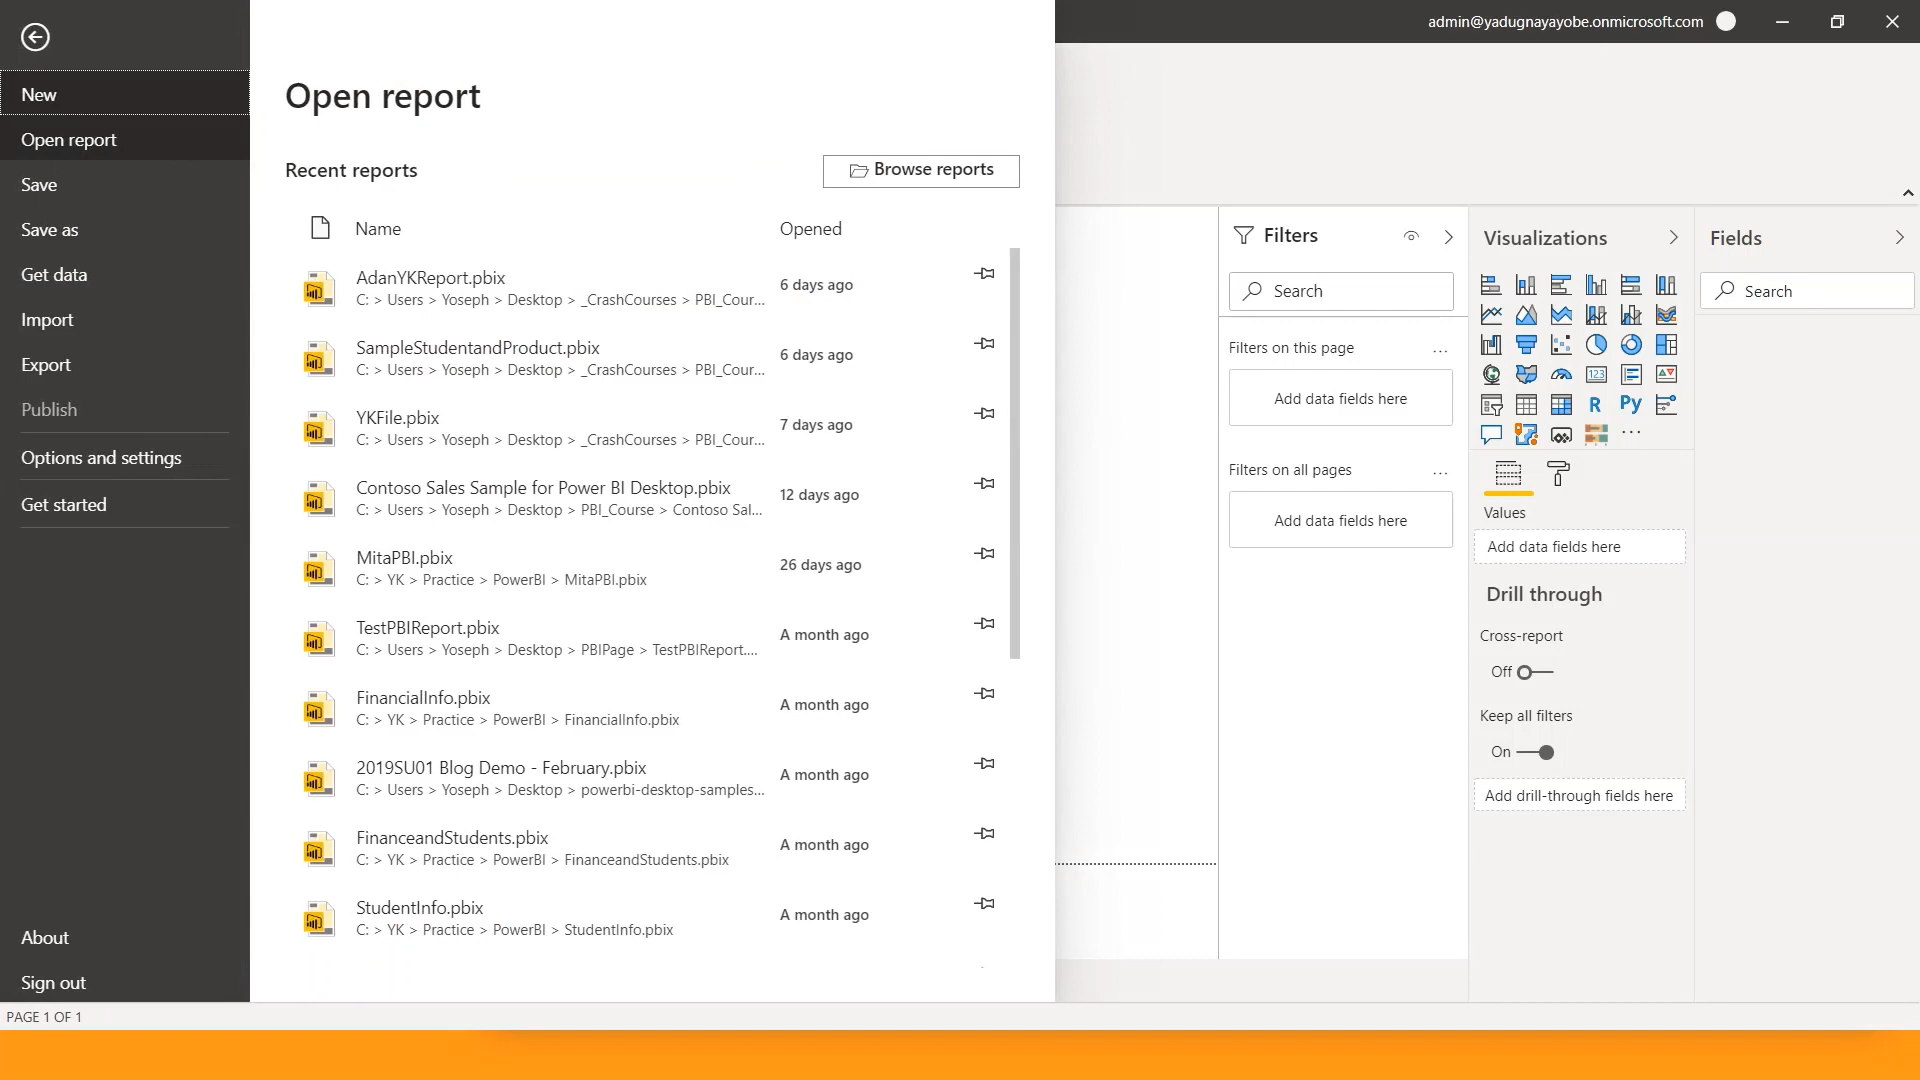 admin@yadugnayayobe.onmicrosoft.com
New
Open report
Save
Save as
Get data
Import
Export
Publish
Options and settings
Get started
About
Sign out
Open report
Recent reports
Browse reports
Name
Opened
AdanYKReport.pbix
C: > Users > Yoseph > Desktop > _CrashCourses > PBI_Cour...
6 days ago
SampleStudentandProduct.pbix
C: > Users > Yoseph > Desktop > _CrashCourses > PBI_Cour...
6 days ago
YKFile.pbix
C: > Users > Yoseph > Desktop > _CrashCourses > PBI_Cour...
7 days ago
Contoso Sales Sample for Power BI Desktop.pbix
C: > Users > Yoseph > Desktop > PBI_Course > Contoso Sal...
12 days ago
MitaPBI.pbix
C: > YK > Practice > PowerBI > MitaPBI.pbix
26 days ago
TestPBIReport.pbix
C: > Users > Yoseph > Desktop > PBIPage > TestPBIReport....
A month ago
FinancialInfo.pbix
C: > YK > Practice > PowerBI > FinancialInfo.pbix
A month ago
2019SU01 Blog Demo - February.pbix
C: > Users > Yoseph > Desktop > powerbi-desktop-samples...
A month ago
FinanceandStudents.pbix
C: > YK > Practice > PowerBI > FinanceandStudents.pbix
A month ago
StudentInfo.pbix
C: > YK > Practice > PowerBI > StudentInfo.pbix
A month ago
Filters
Search
Filters on this page
...
Add data fields here
Filters on all pages
...
Add data fields here
Visualizations
123
R
Py
...
Values
Add data fields here
Drill through
Cross-report
Off
Keep all filters
On
Add drill-through fields here
Fields
Search
PAGE 1 OF 1